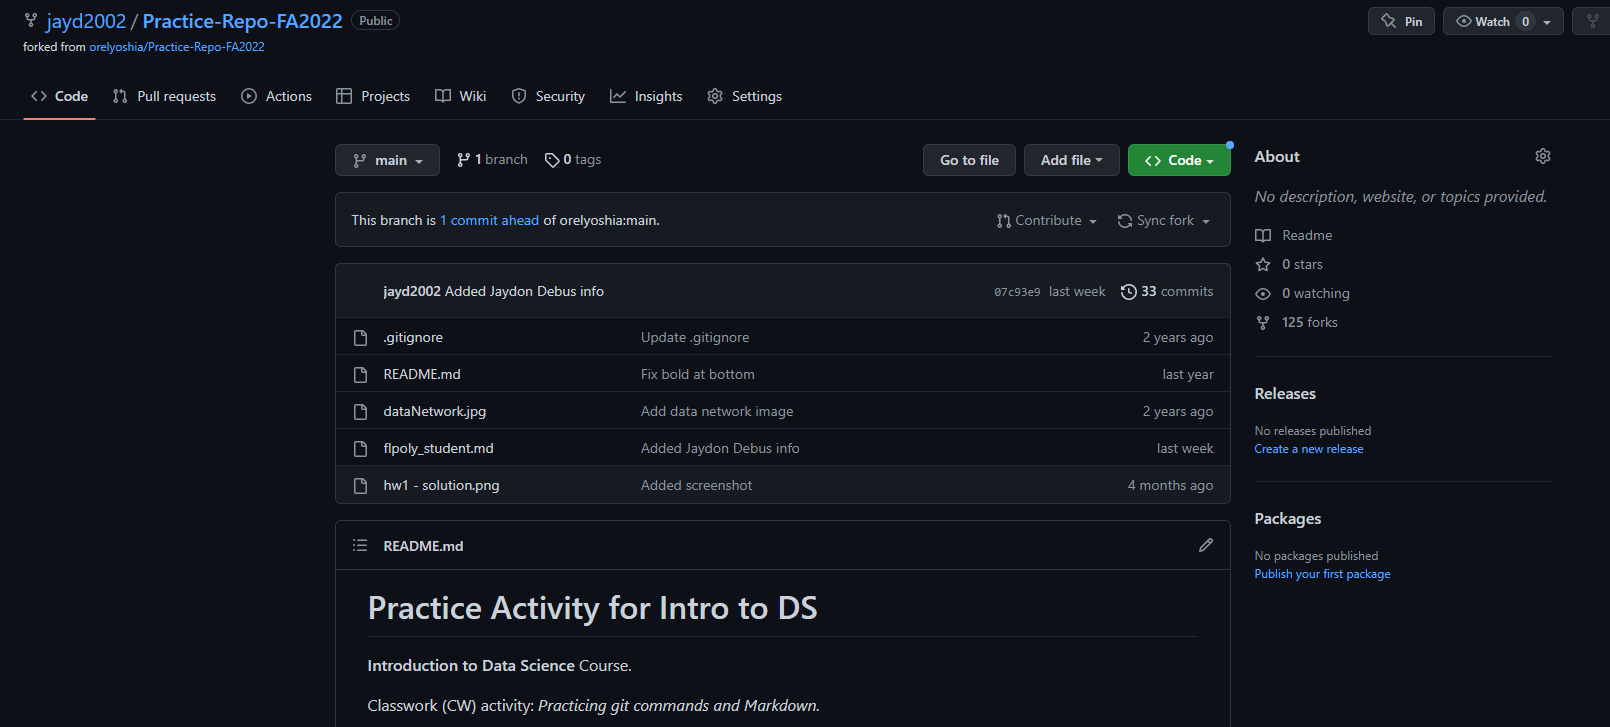 jayd2002 / Practice-Repo-FA2022 Public
Pin
Watch 0
forked from orelyoshia/Practice-Repo-FA2022
Code Pull requests Actions Projects Wiki Security Insights Settings
main 1 branch 0 tags
Go to file Add file Code
This branch is 1 commit ahead of orelyoshia:main.
Contribute Sync fork
jayd2002 Added Jaydon Debus info 07c93e9 last week 33 commits
.gitignore Update .gitignore 2 years ago
README.md Fix bold at bottom last year
dataNetwork.jpg Add data network image 2 years ago
flpoly_student.md Added Jaydon Debus info last week
hw1 - solution.png Added screenshot 4 months ago
README.md
Practice Activity for Intro to DS
Introduction to Data Science Course.
Classwork (CW) activity: Practicing git commands and Markdown.
About
No description, website, or topics provided.
Readme
0 stars
0 watching
125 forks
Releases
No releases published
Create a new release
Packages
No packages published
Publish your first package